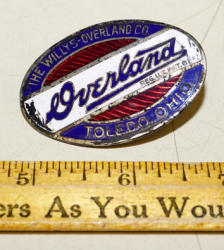 THE WILLYS-OVERLAND CO.
Overland
REG. U.S. PAT. OFF.
TOLEDO, OHIO
5 6
ers As You Wou